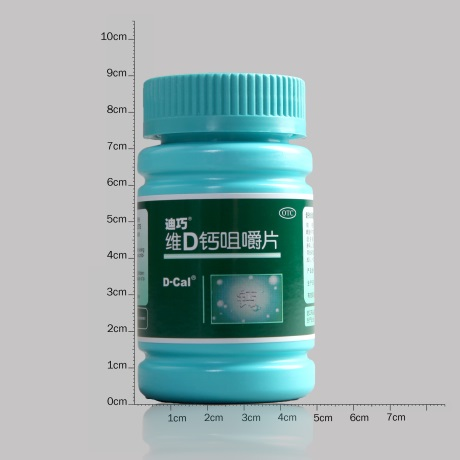 10cm
9cm
8cm
7cm
6cm
5cm
4cm
3cm
2cm
1cm
0cm
OTC
迪巧®
维D钙咀嚼片
D-Cal®
钙
1cm 2cm 3cm 4cm 5cm 6cm 7cm